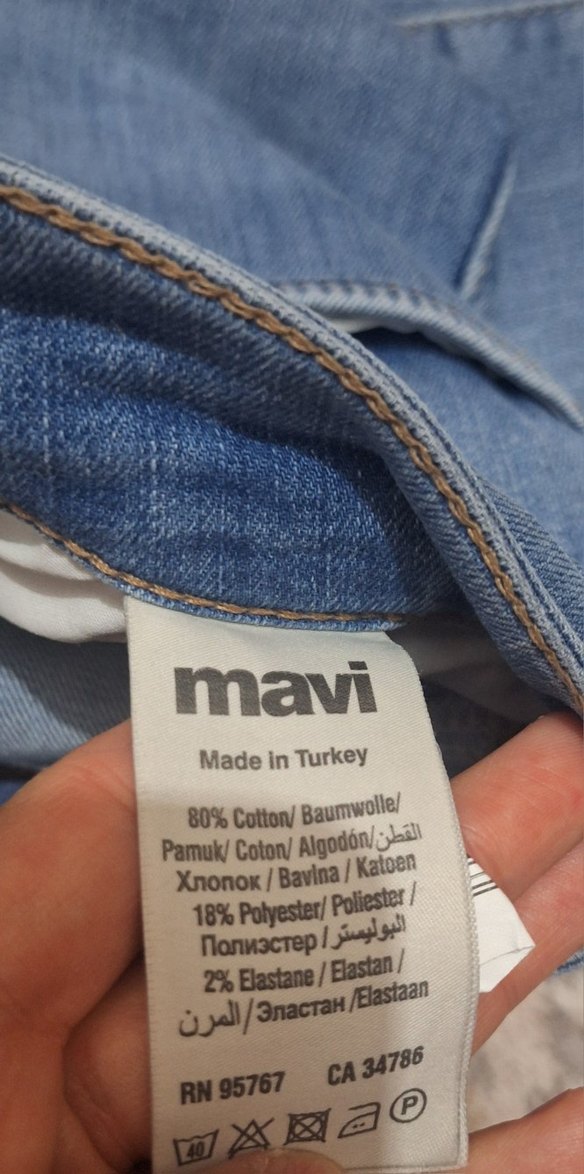 mavi
Made in Turkey
80% Cotton/ Baumwolle/
Pamuk/ Coton/ Algodón/القطن
Хлопок / Bavlna / Katoen
18% Polyester/ Poliester /
Полиэстер / البوليستر
2% Elastane / Elastan /
المرن / Эластан /Elastaan
RN 95767 CA 34786
40 P